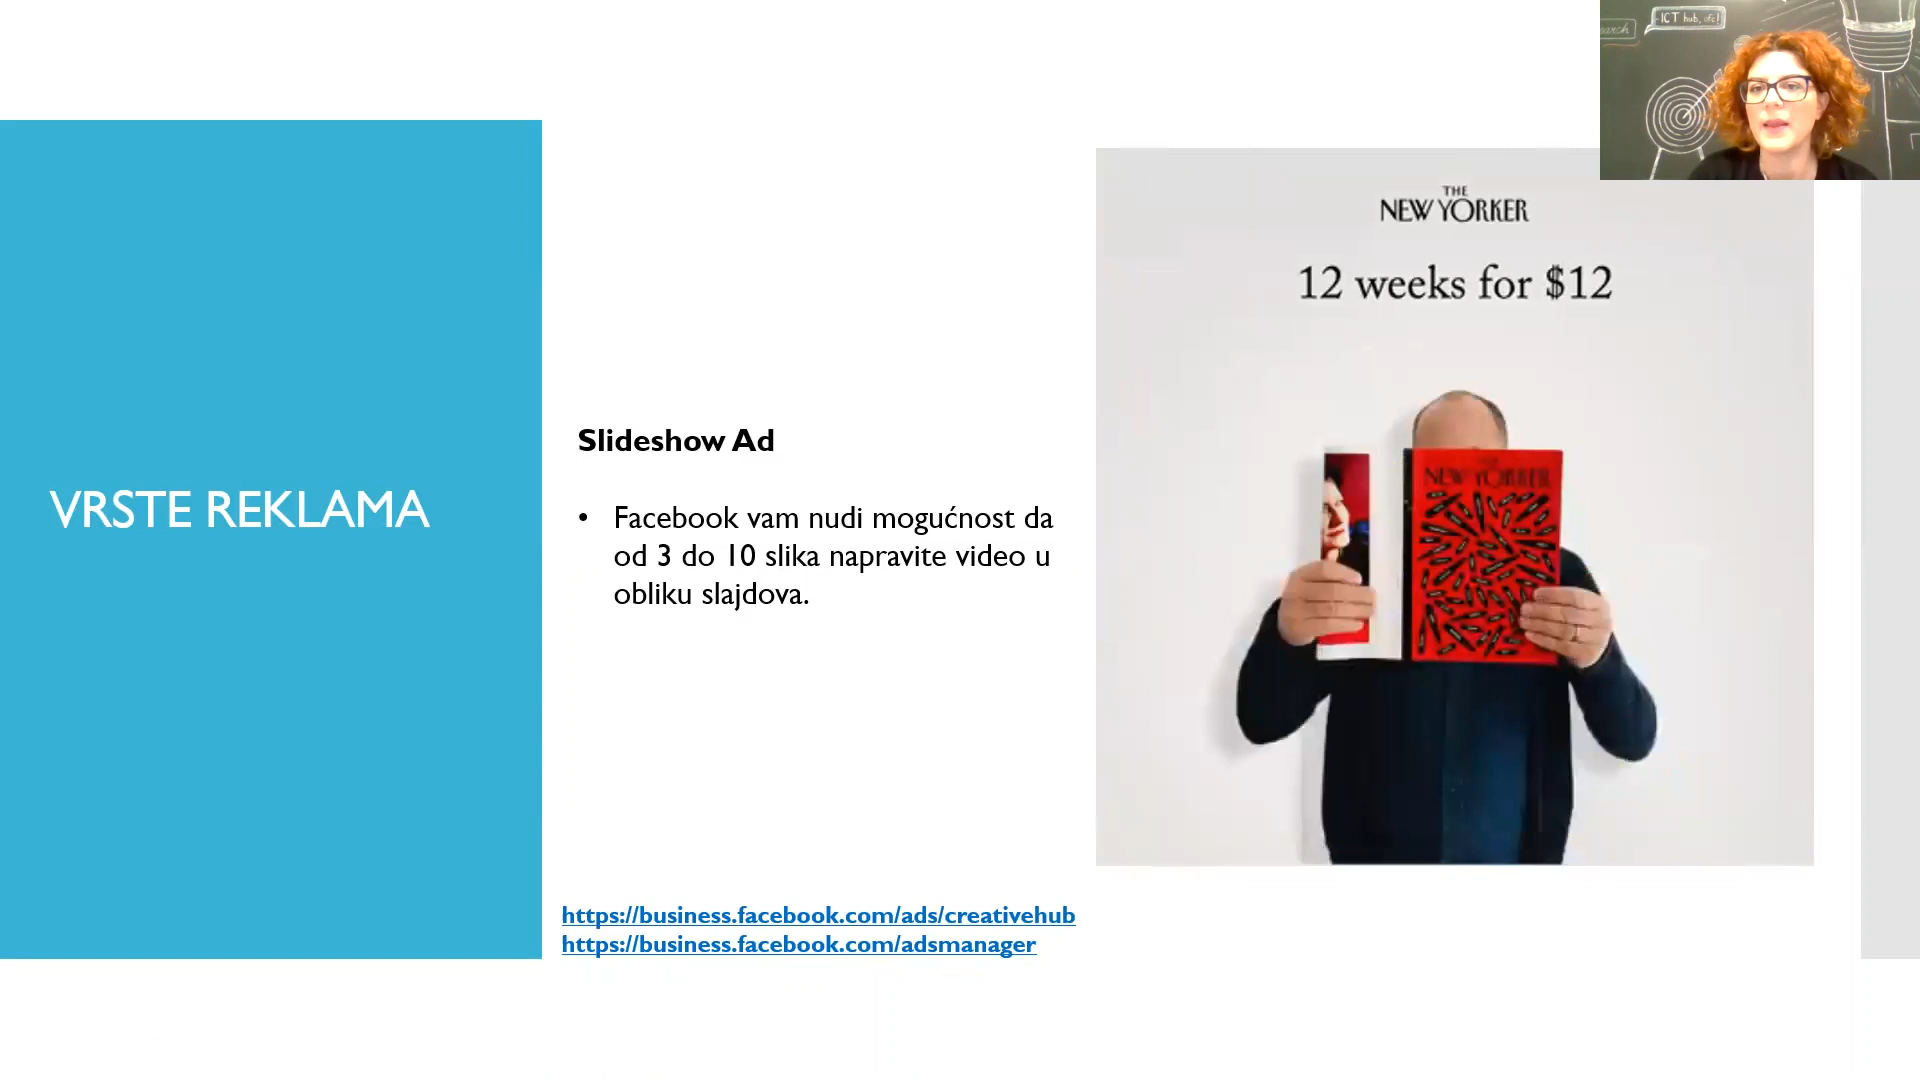 ICT hub, ofc!
earch
THE
NEW YORKER
12 weeks for $12
NEW YORKER
VRSTE REKLAMA
Slideshow Ad
• Facebook vam nudi mogućnost da
od 3 do 10 slika napravite video u
obliku slajdova.
https://business.facebook.com/ads/creativehub
https://business.facebook.com/adsmanager